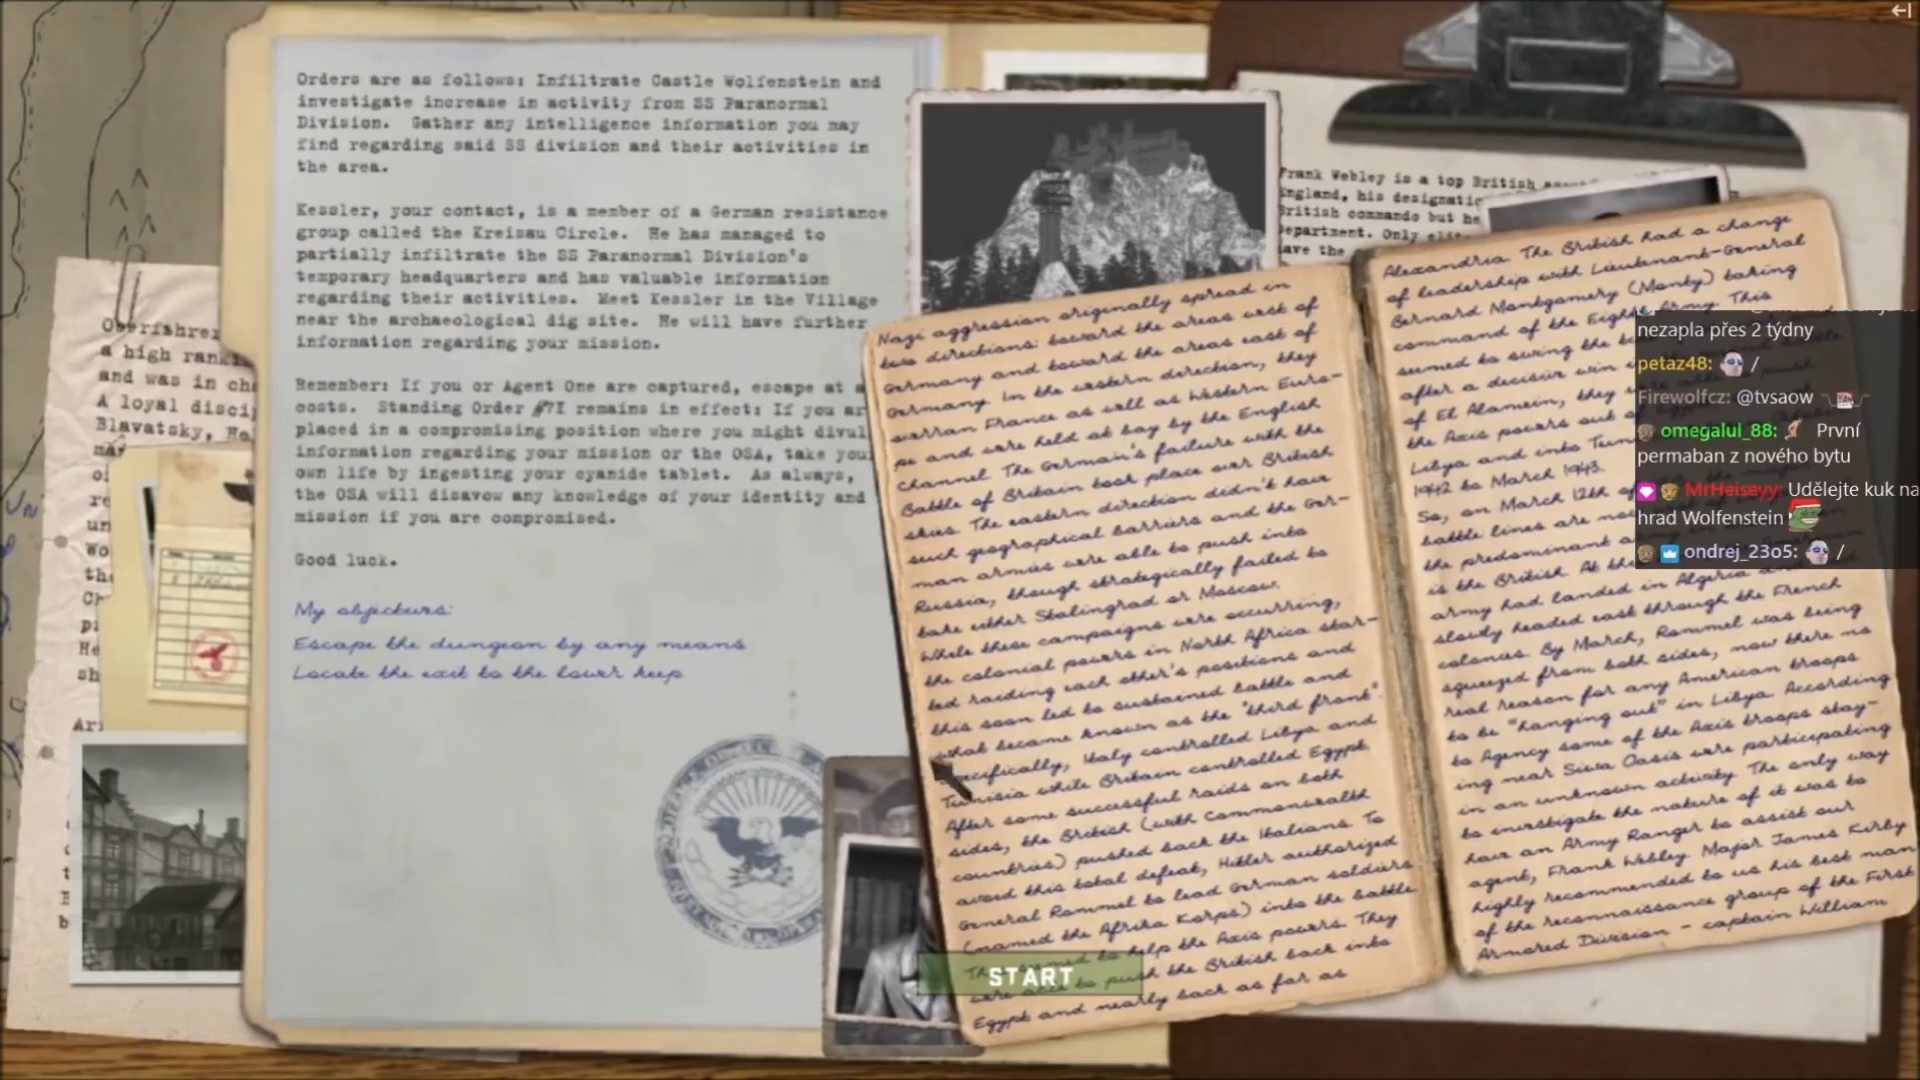 Orders are as follows: Infiltrate Castle Wolfenstein and
investigate increase in activity from SS Paranormal
Division. Gather any intelligence information you may
find regarding said SS division and their activities in
the area.
Kessler, your contact, is a member of a German resistance
group called the Kreisau Circle. He has managed to
partially infiltrate the SS Paranormal Division's
temporary headquarters and has valuable information
regarding their activities. Meet Kessler in the Village
near the archaeological dig site. He will have further
information regarding your mission.
Remember: If you or Agent One are captured, escape at a
costs. Standing Order #7I remains in effect: If you ar
placed in a compromising position where you might divul
information regarding your mission or the OSA, take you
own life by ingesting your cyanide tablet. As always,
the OSA will disavow any knowledge of your identity and
mission if you are compromised.
Good luck.
My objectives:
Escape the dungeon by any means
Locate the exit to the lower keep
a high rankin
and was in ch
A loyal discip
Blavatsky, He
Frank Webley is a top British
England, his designatio
British commando but he
Department. Only
have the
Nazi aggression originally spread in
two directions: toward the areas west of
Germany and toward the areas east of
Germany. In the western direction, they
overran France as well as Western Euro-
pe and were held at bay by the English
Channel. The German's failure with the
Battle of Britain took place over British
skies. The eastern direction didn't have
such geographical barriers and the Ger-
man armies were able to push into
Russia, though strategically failed to
take either Stalingrad or Moscow.
While these campaigns were occurring,
the colonial powers in North Africa star-
ted raiding each other's positions and
this soon led to sustained battle and
what became known as the "third front".
Specifically, Italy controlled Libya and
Tunisia while Britain controlled Egypt.
After some successful raids on both
sides, the British (with Commonwealth
countries) pushed back the Italians. To
avoid this total defeat, Hitler authorized
General Rommel to lead German soldiers
(named the Afrika Korps) into the battle
to help the Axis powers. They
were able to push the British back into
Egypt and nearly back as far as
START
Alexandria. The British had a change
of leadership with Lieutenant-General
Bernard Montgomery (Monty) taking
command of the Eighth Army. This
seemed to swing the
after a decisive win
of El Alamein, they
the Axis powers out
Libya and into Tun
1942 to March 1943.
So, on March 12th
battle lines are no
the predominant
is the British. At the
army had landed in Algeria
slowly headed east through the French
colonies. By March, Rommel was being
squeezed from both sides, now there no
real reason for any American troops
to be "hanging out" in Libya. According
to Agency some of the Axis troops stay-
ing near Siwa Oasis were participating
in an unknown activity. The only way
to investigate the nature of it was to
have an Army Ranger to assist our
agent, Frank Webley. Major James Kirby
highly recommended to us his best man
of the reconnaissance group of the First
Armored Division - captain William
nezapla přes 2 týdny
petaz48: /
Firewolfcz: @tvsaow
omegalul_88: První
permaban z nového bytu
MrHeiseyy: Udělejte kuk na
hrad Wolfenstein
ondrej_23o5: /